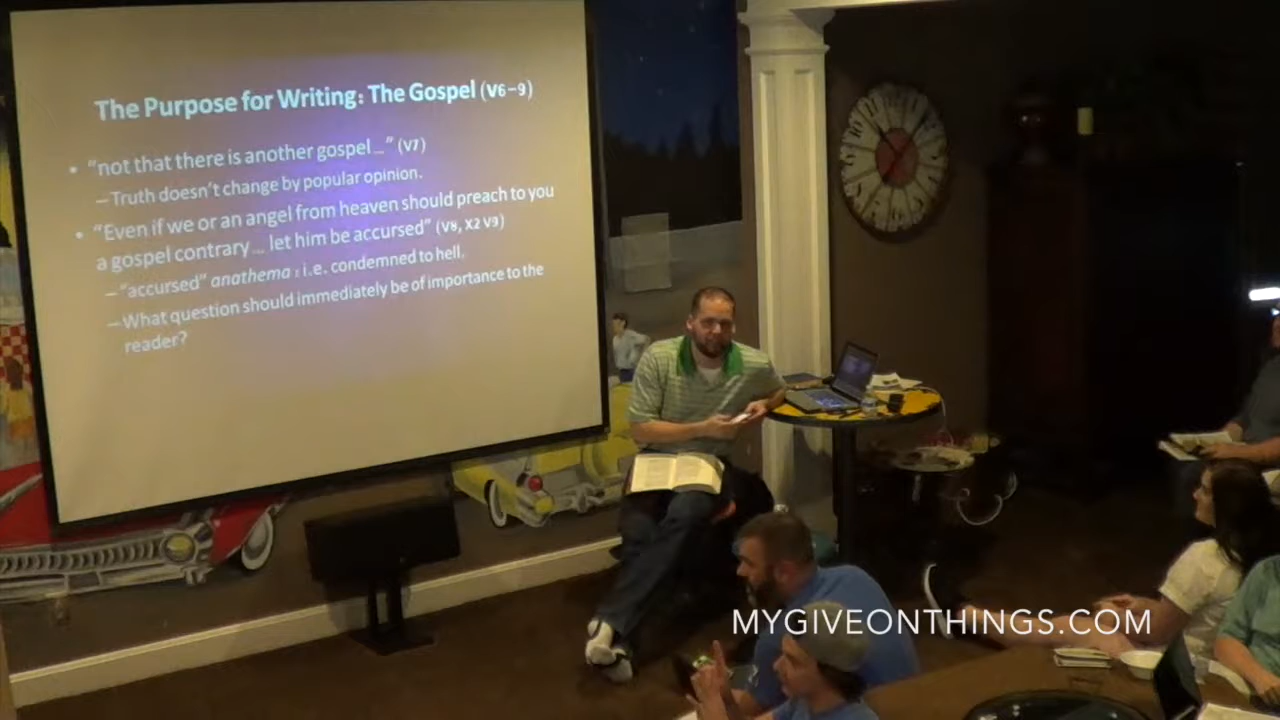 The Purpose for Writing: The Gospel (V6-9)
• "not that there is another gospel…" (V7)
–Truth doesn't change by popular opinion.
• "Even if we or an angel from heaven should preach to you
a gospel contrary… let him be accursed" (V8, X2 V9)
–"accursed" anathema : i.e. condemned to hell.
–What question should immediately be of importance to the
reader?
MYGIVEONTHINGS.COM